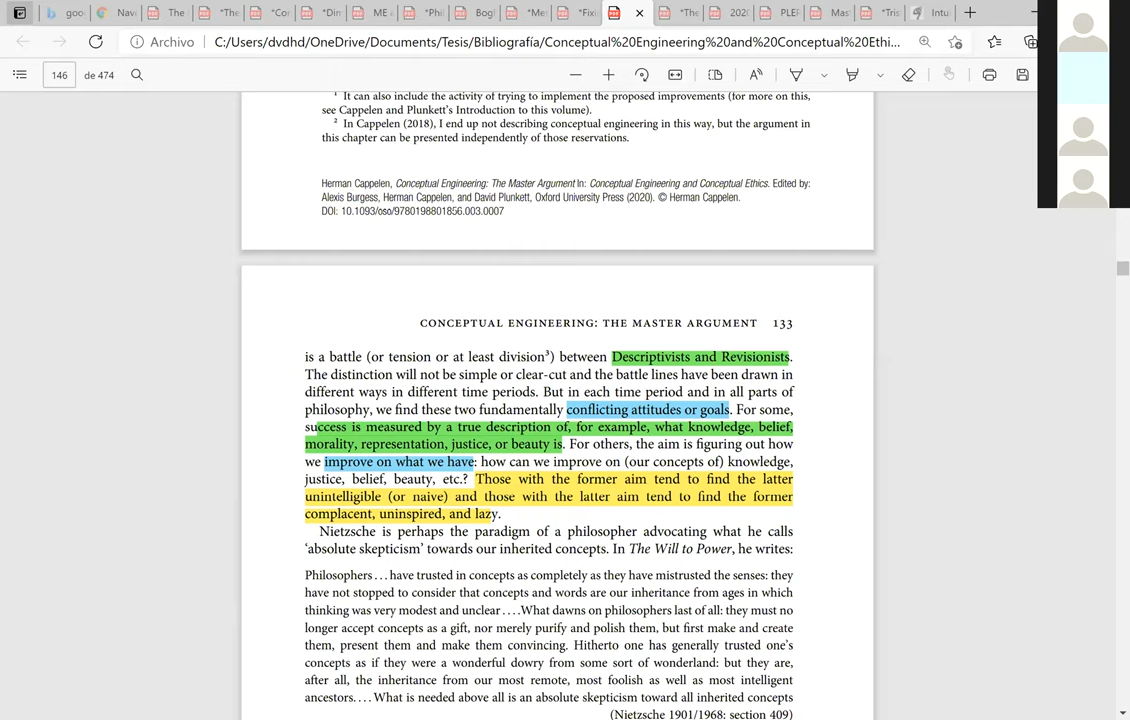 goo
Nav
The
*The
*Cor
*Din
ME a
*Phi
Bog
*Me
*Fixi
*The
202(
PLEF
Mas
*Tris
Intu
Archivo
C:/Users/dvdhd/OneDrive/Documents/Tesis/Bibliografía/Conceptual%20Engineering%20and%20Conceptual%20Ethi...
146 de 474
¹ It can also include the activity of trying to implement the proposed improvements (for more on this,
see Cappelen and Plunkett's Introduction to this volume).
² In Cappelen (2018), I end up not describing conceptual engineering in this way, but the argument in
this chapter can be presented independently of those reservations.
Herman Cappelen, Conceptual Engineering: The Master Argument In: Conceptual Engineering and Conceptual Ethics. Edited by:
Alexis Burgess, Herman Cappelen, and David Plunkett, Oxford University Press (2020). © Herman Cappelen.
DOI: 10.1093/oso/9780198801856.003.0007
CONCEPTUAL ENGINEERING: THE MASTER ARGUMENT 133
is a battle (or tension or at least division³) between Descriptivists and Revisionists.
The distinction will not be simple or clear-cut and the battle lines have been drawn in
different ways in different time periods. But in each time period and in all parts of
philosophy, we find these two fundamentally conflicting attitudes or goals. For some,
success is measured by a true description of, for example, what knowledge, belief,
morality, representation, justice, or beauty is. For others, the aim is figuring out how
we improve on what we have: how can we improve on (our concepts of) knowledge,
justice, belief, beauty, etc.? Those with the former aim tend to find the latter
unintelligible (or naive) and those with the latter aim tend to find the former
complacent, uninspired, and lazy.
Nietzsche is perhaps the paradigm of a philosopher advocating what he calls
'absolute skepticism' towards our inherited concepts. In The Will to Power, he writes:
Philosophers . . . have trusted in concepts as completely as they have mistrusted the senses: they
have not stopped to consider that concepts and words are our inheritance from ages in which
thinking was very modest and unclear . . . . What dawns on philosophers last of all: they must no
longer accept concepts as a gift, nor merely purify and polish them, but first make and create
them, present them and make them convincing. Hitherto one has generally trusted one's
concepts as if they were a wonderful dowry from some sort of wonderland: but they are,
after all, the inheritance from our most remote, most foolish as well as most intelligent
ancestors. . . . What is needed above all is an absolute skepticism toward all inherited concepts
(Nietzsche 1901/1968: section 409)